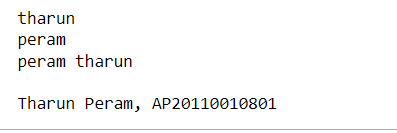 tharun
peram
peram tharun
Tharun Peram, AP20110010801